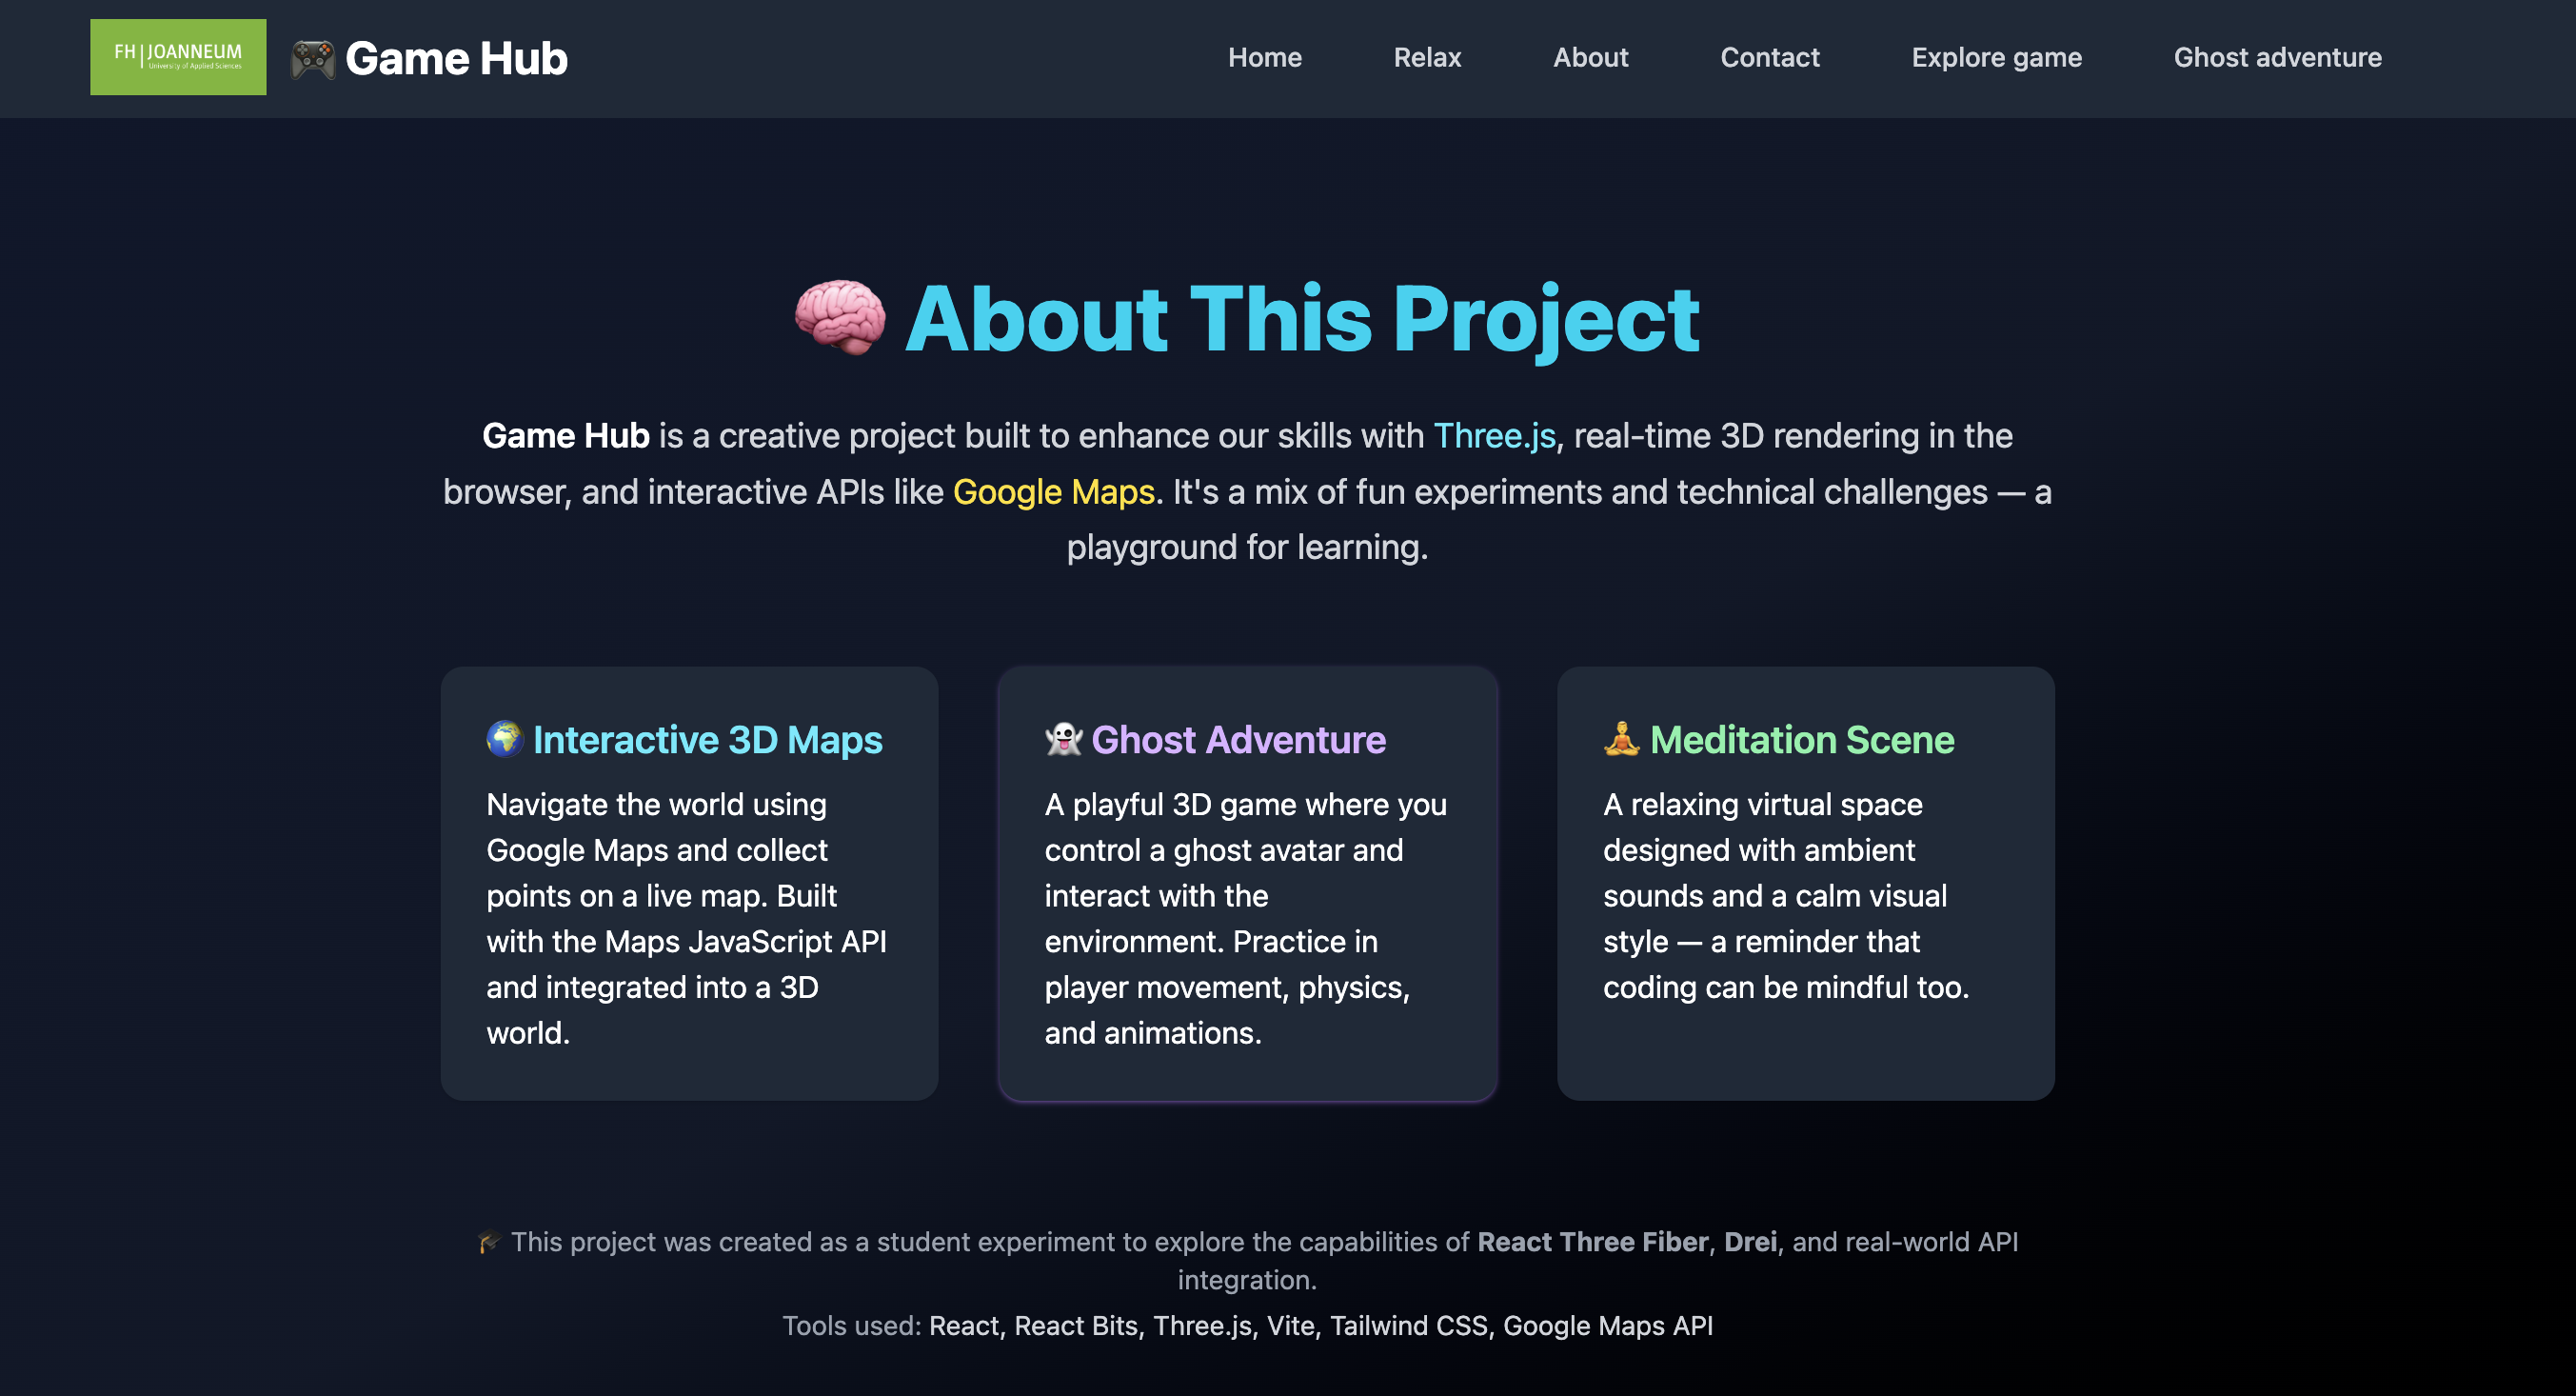 FH | JOANNEUM
University of Applied Sciences
🎮 Game Hub
Home
Relax
About
Contact
Explore game
Ghost adventure
🧠 About This Project
Game Hub is a creative project built to enhance our skills with Three.js, real-time 3D rendering in the
browser, and interactive APIs like Google Maps. It's a mix of fun experiments and technical challenges — a
playground for learning.
🌍 Interactive 3D Maps
Navigate the world using
Google Maps and collect
points on a live map. Built
with the Maps JavaScript API
and integrated into a 3D
world.
👻 Ghost Adventure
A playful 3D game where you
control a ghost avatar and
interact with the
environment. Practice in
player movement, physics,
and animations.
🧘 Meditation Scene
A relaxing virtual space
designed with ambient
sounds and a calm visual
style — a reminder that
coding can be mindful too.
🎓 This project was created as a student experiment to explore the capabilities of React Three Fiber, Drei, and real-world API
integration.
Tools used: React, React Bits, Three.js, Vite, Tailwind CSS, Google Maps API